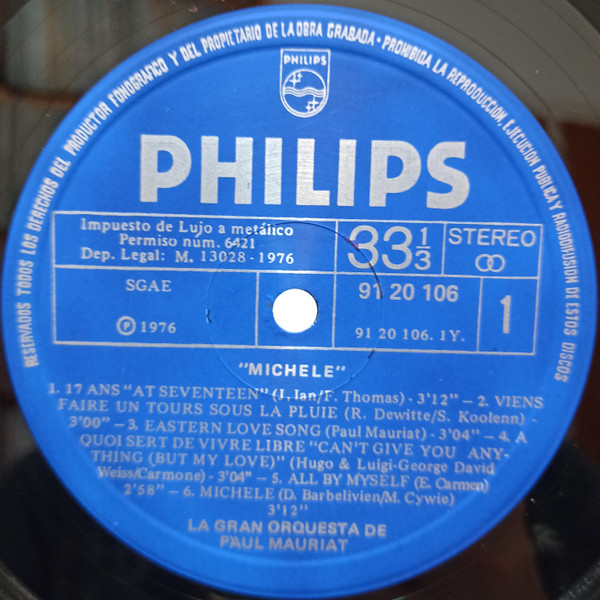 RESERVADOS TODOS LOS DERECHOS DEL PRODUCTOR FONOGRAFICO Y DEL PROPIETARIO DE LA OBRA GRABADA · PROHIBIDA LA REPRODUCCION, EJECUCION PUBLICA Y RADIODIFUSION DE ESTOS DISCOS
PHILIPS
PHILIPS
Impuesto de Lujo a metálico
Permiso núm. 6421
Dep. Legal: M. 13028-1976
33 1/3
STEREO
SGAE
℗ 1976
91 20 106
91 20 106. 1Y.
1
"MICHELE"
1. 17 ANS "AT SEVENTEEN" (J. Ian/F. Thomas) - 3'12" - 2. VIENS
FAIRE UN TOURS SOUS LA PLUIE (R. Dewitte/S. Koolenn) -
3'00" - 3. EASTERN LOVE SONG (Paul Mauriat) - 3'04" - 4. A
QUOI SERT DE VIVRE LIBRE "CAN'T GIVE YOU ANY-
THING (BUT MY LOVE)" (Hugo & Luigi-George David
Weiss/Carmone) - 3'04" - 5. ALL BY MYSELF (E. Carmen)
2'58" - 6. MICHELE (D. Barbelivien/M. Cywie)
3'12"
LA GRAN ORQUESTA DE
PAUL MAURIAT